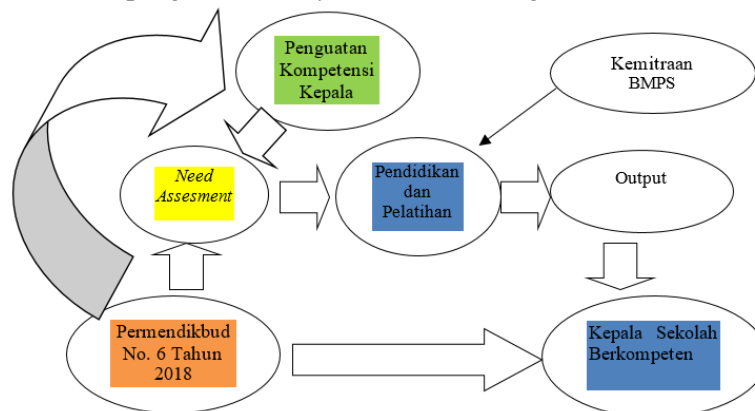 Penguatan
Kompetensi
Kepala
Kemitraan
BMPS
Need
Assesment
Pendidikan
dan
Pelatihan
Output
Permendikbud
No. 6 Tahun
2018
Kepala Sekolah
Berkompeten